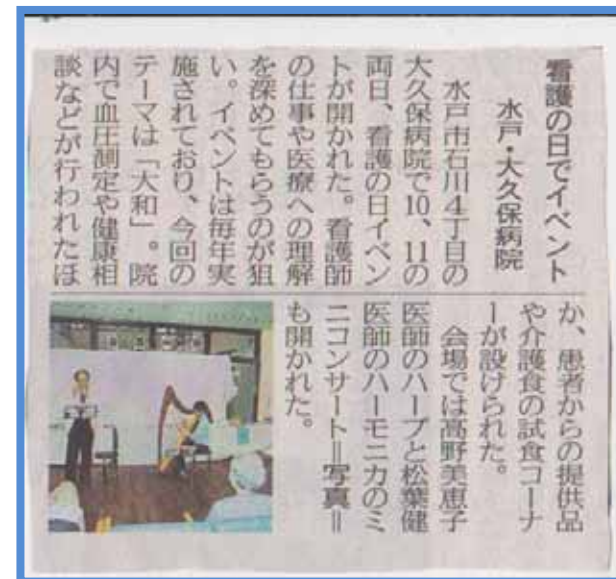 看護の日でイベント
水戸・大久保病院
水戸市石川4丁目の
大久保病院で10、11の
両日、看護の日イベン
トが開かれた。看護師
の仕事や医療への理解
を深めてもらうのが狙
い。イベントは毎年実
施されており、今回の
テーマは「大和」。院
内で血圧測定や健康相
談などが行われたほ
か、患者からの提供品
や介護食の試食コーナ
ーが設けられた。
会場では高野美恵子
医師のハープと松葉健
医師のハーモニカのミ
ニコンサート＝写真＝
も開かれた。